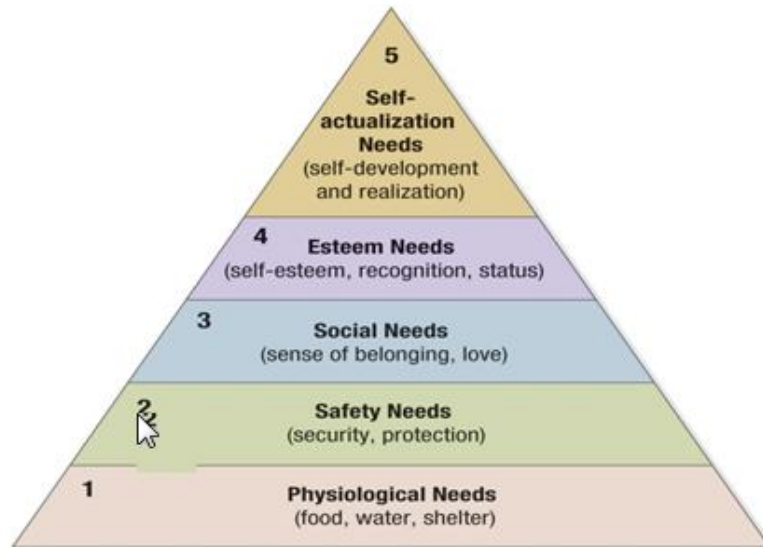 5
Self-
actualization
Needs
(self-development
and realization)
4
Esteem Needs
(self-esteem, recognition, status)
3
Social Needs
(sense of belonging, love)
2
Safety Needs
(security, protection)
1
Physiological Needs
(food, water, shelter)